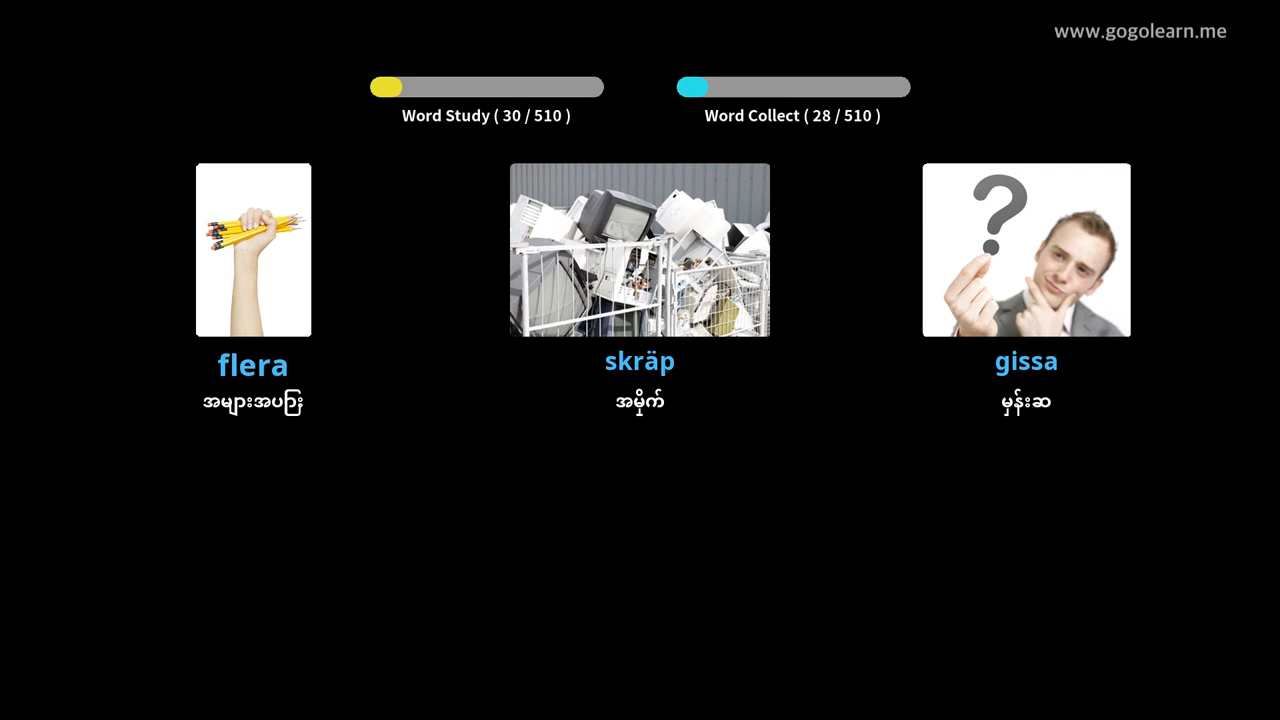 www.gogolearn.me
Word Study ( 30 / 510 )
Word Collect ( 28 / 510 )
flera
skräp
gissa
အများအပြား
အမှိုက်
မှန်းဆ